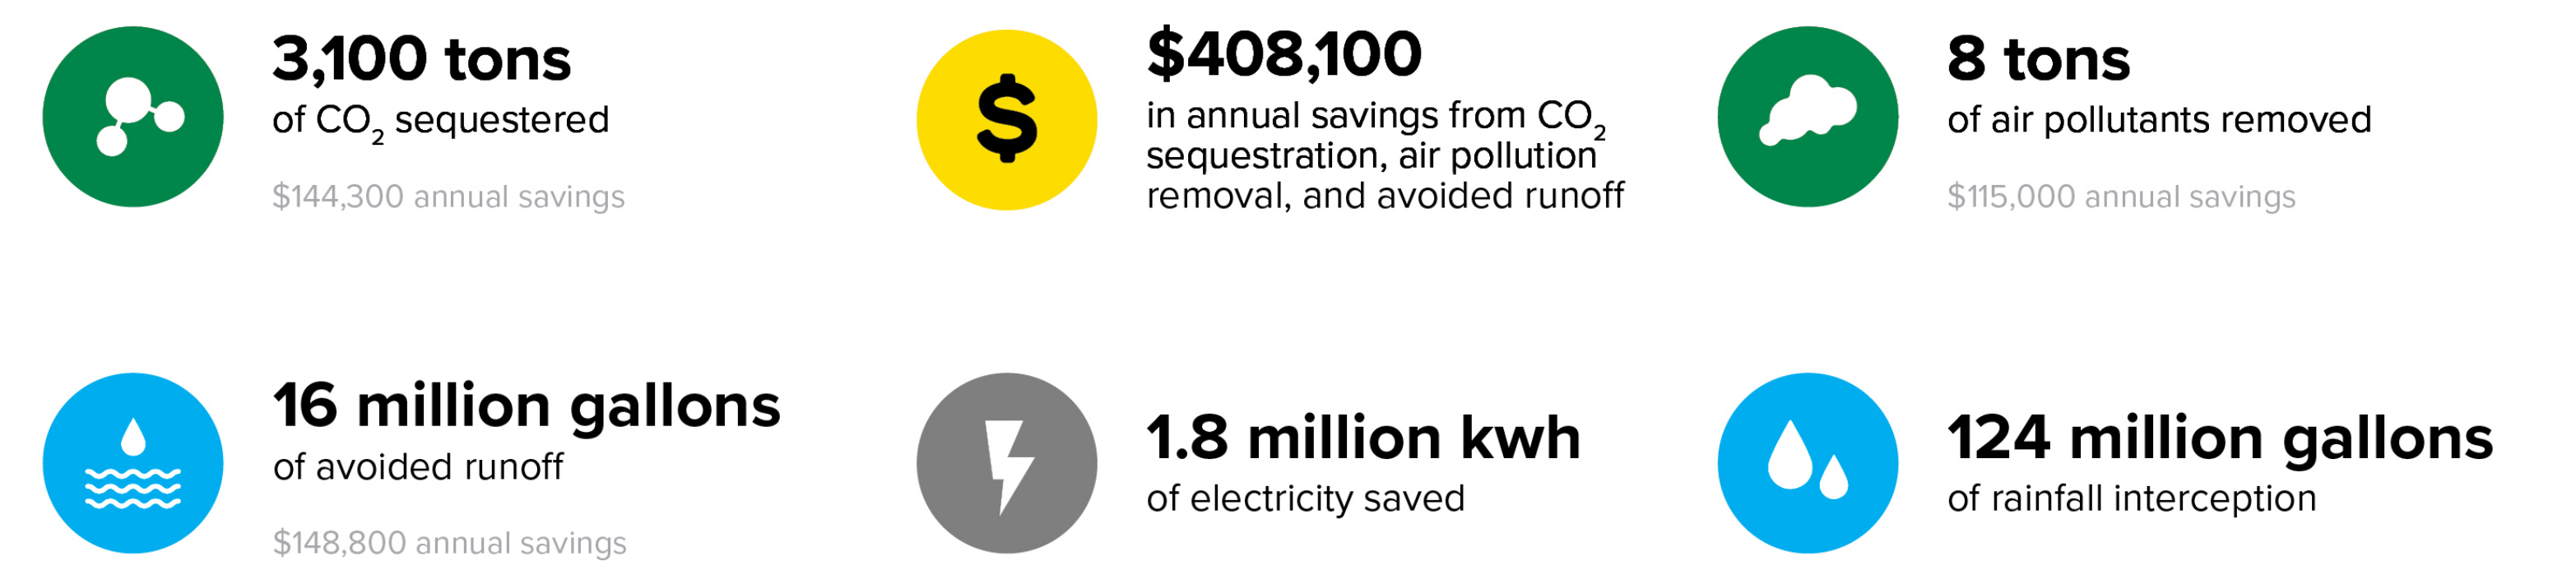 3,100 tons
of CO₂ sequestered
$144,300 annual savings
$
$408,100
in annual savings from CO₂
sequestration, air pollution
removal, and avoided runoff
8 tons
of air pollutants removed
$115,000 annual savings
16 million gallons
of avoided runoff
$148,800 annual savings
1.8 million kwh
of electricity saved
124 million gallons
of rainfall interception